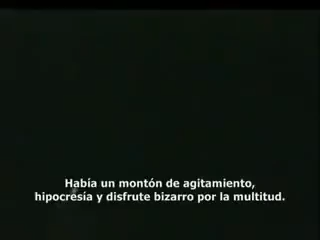 Había un montón de agitamiento,
hipocresía y disfrute bizarro por la multitud.